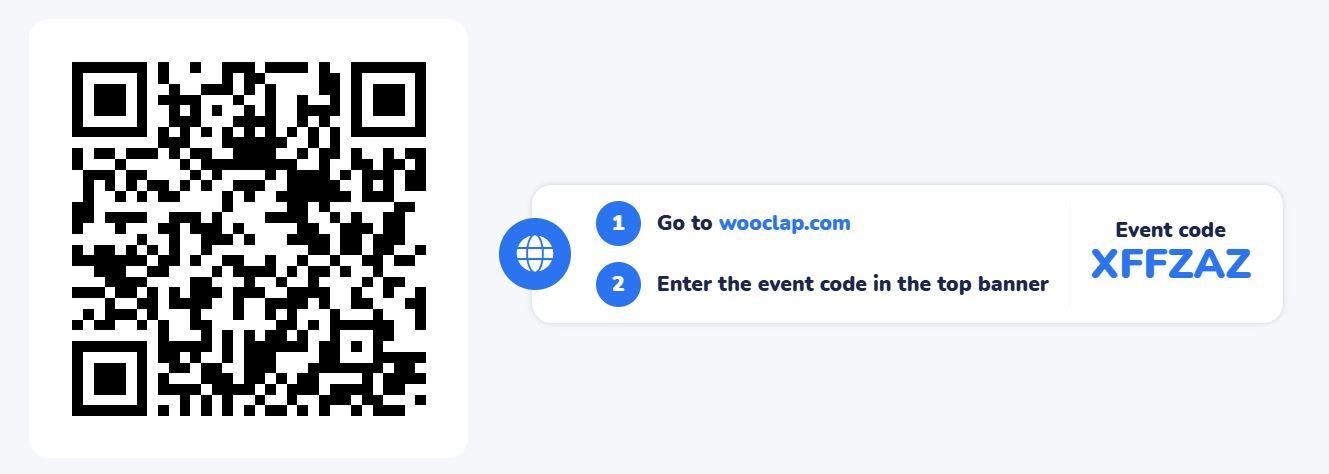 1 Go to wooclap.com
2 Enter the event code in the top banner
Event code
XFFZAZ